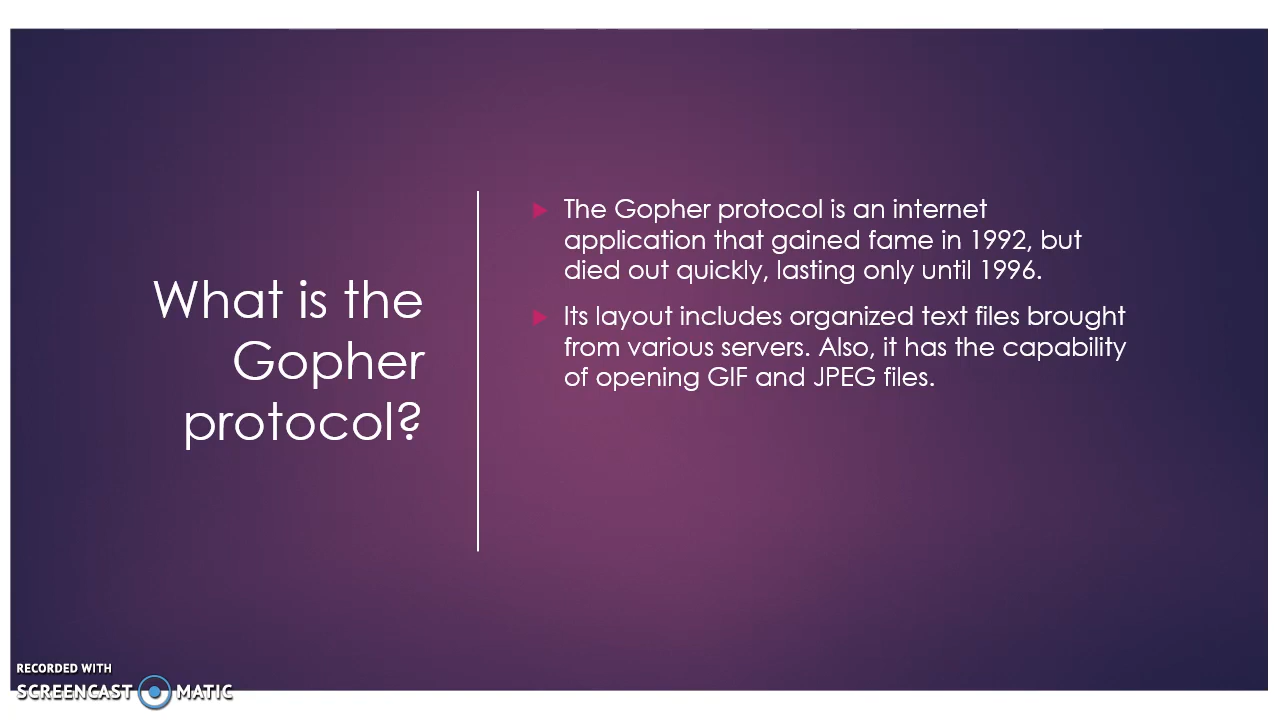 What is the
Gopher
protocol?
The Gopher protocol is an internet
application that gained fame in 1992, but
died out quickly, lasting only until 1996.
Its layout includes organized text files brought
from various servers. Also, it has the capability
of opening GIF and JPEG files.
RECORDED WITH
SCREENCAST MATIC